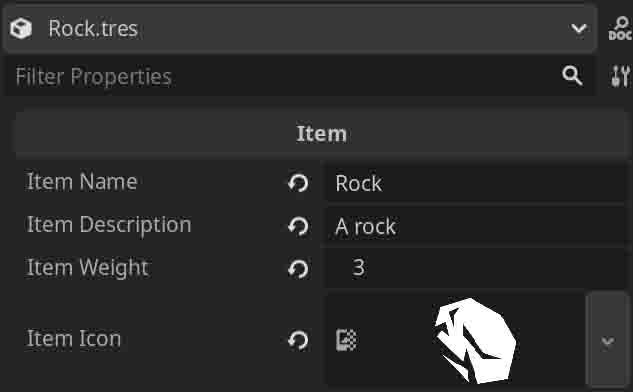 Rock.tres
DOC
Filter Properties
Item
Item Name Rock
Item Description A rock
Item Weight 3
Item Icon